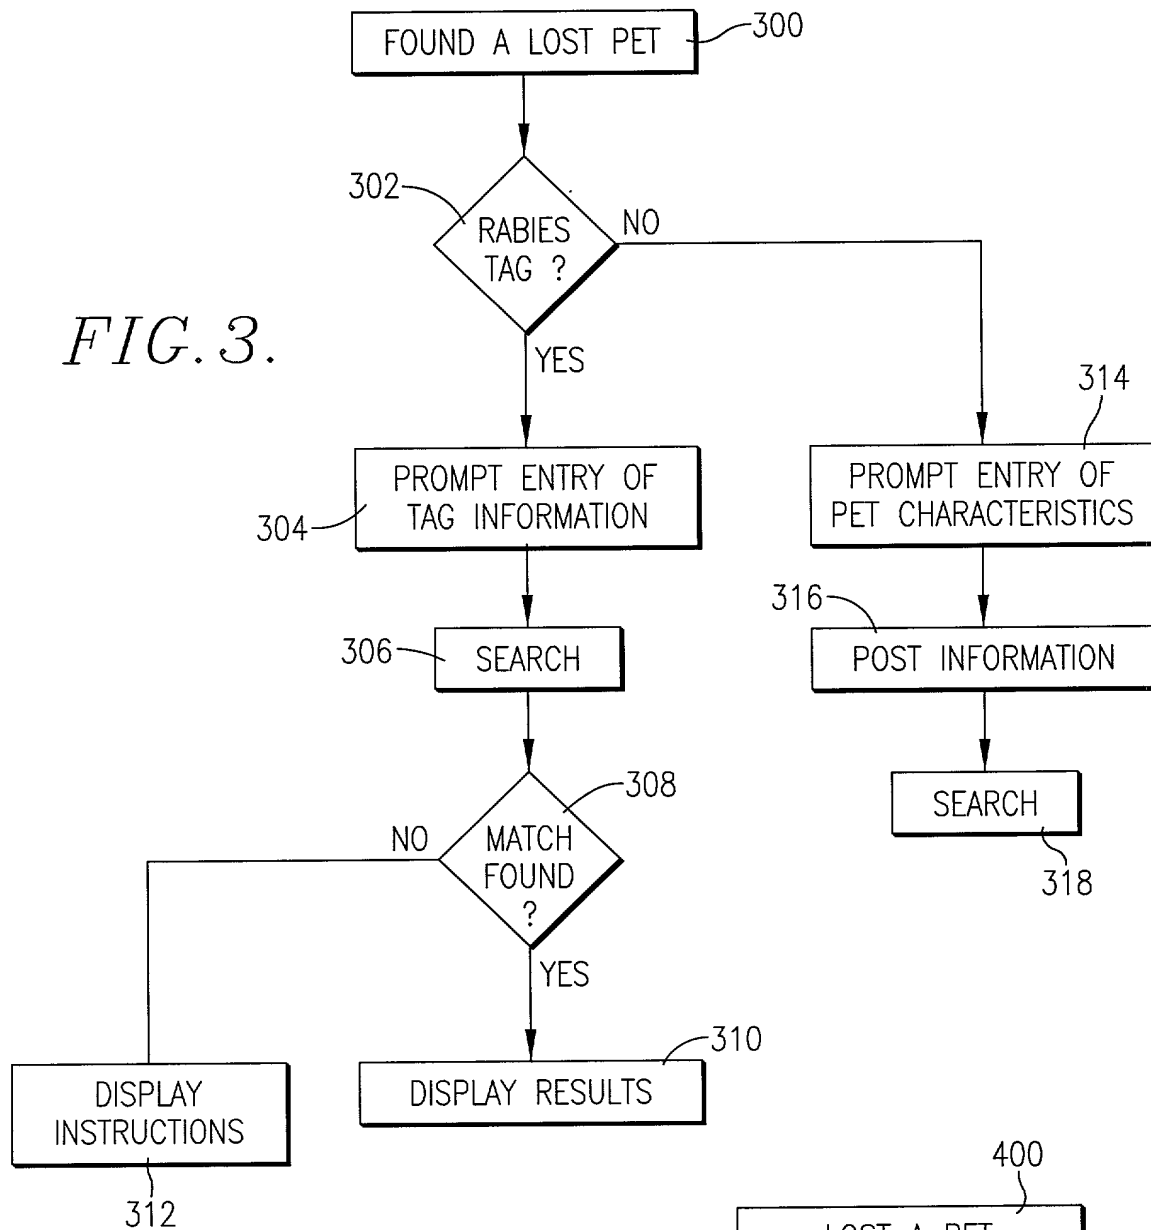 FOUND A LOST PET
300
302
RABIES
TAG ?
NO
FIG. 3.
YES
314
PROMPT ENTRY OF
TAG INFORMATION
304
PROMPT ENTRY OF
PET CHARACTERISTICS
316
306
SEARCH
POST INFORMATION
308
NO
MATCH
FOUND
?
SEARCH
318
YES
310
DISPLAY
INSTRUCTIONS
DISPLAY RESULTS
312
400
LOST A PET